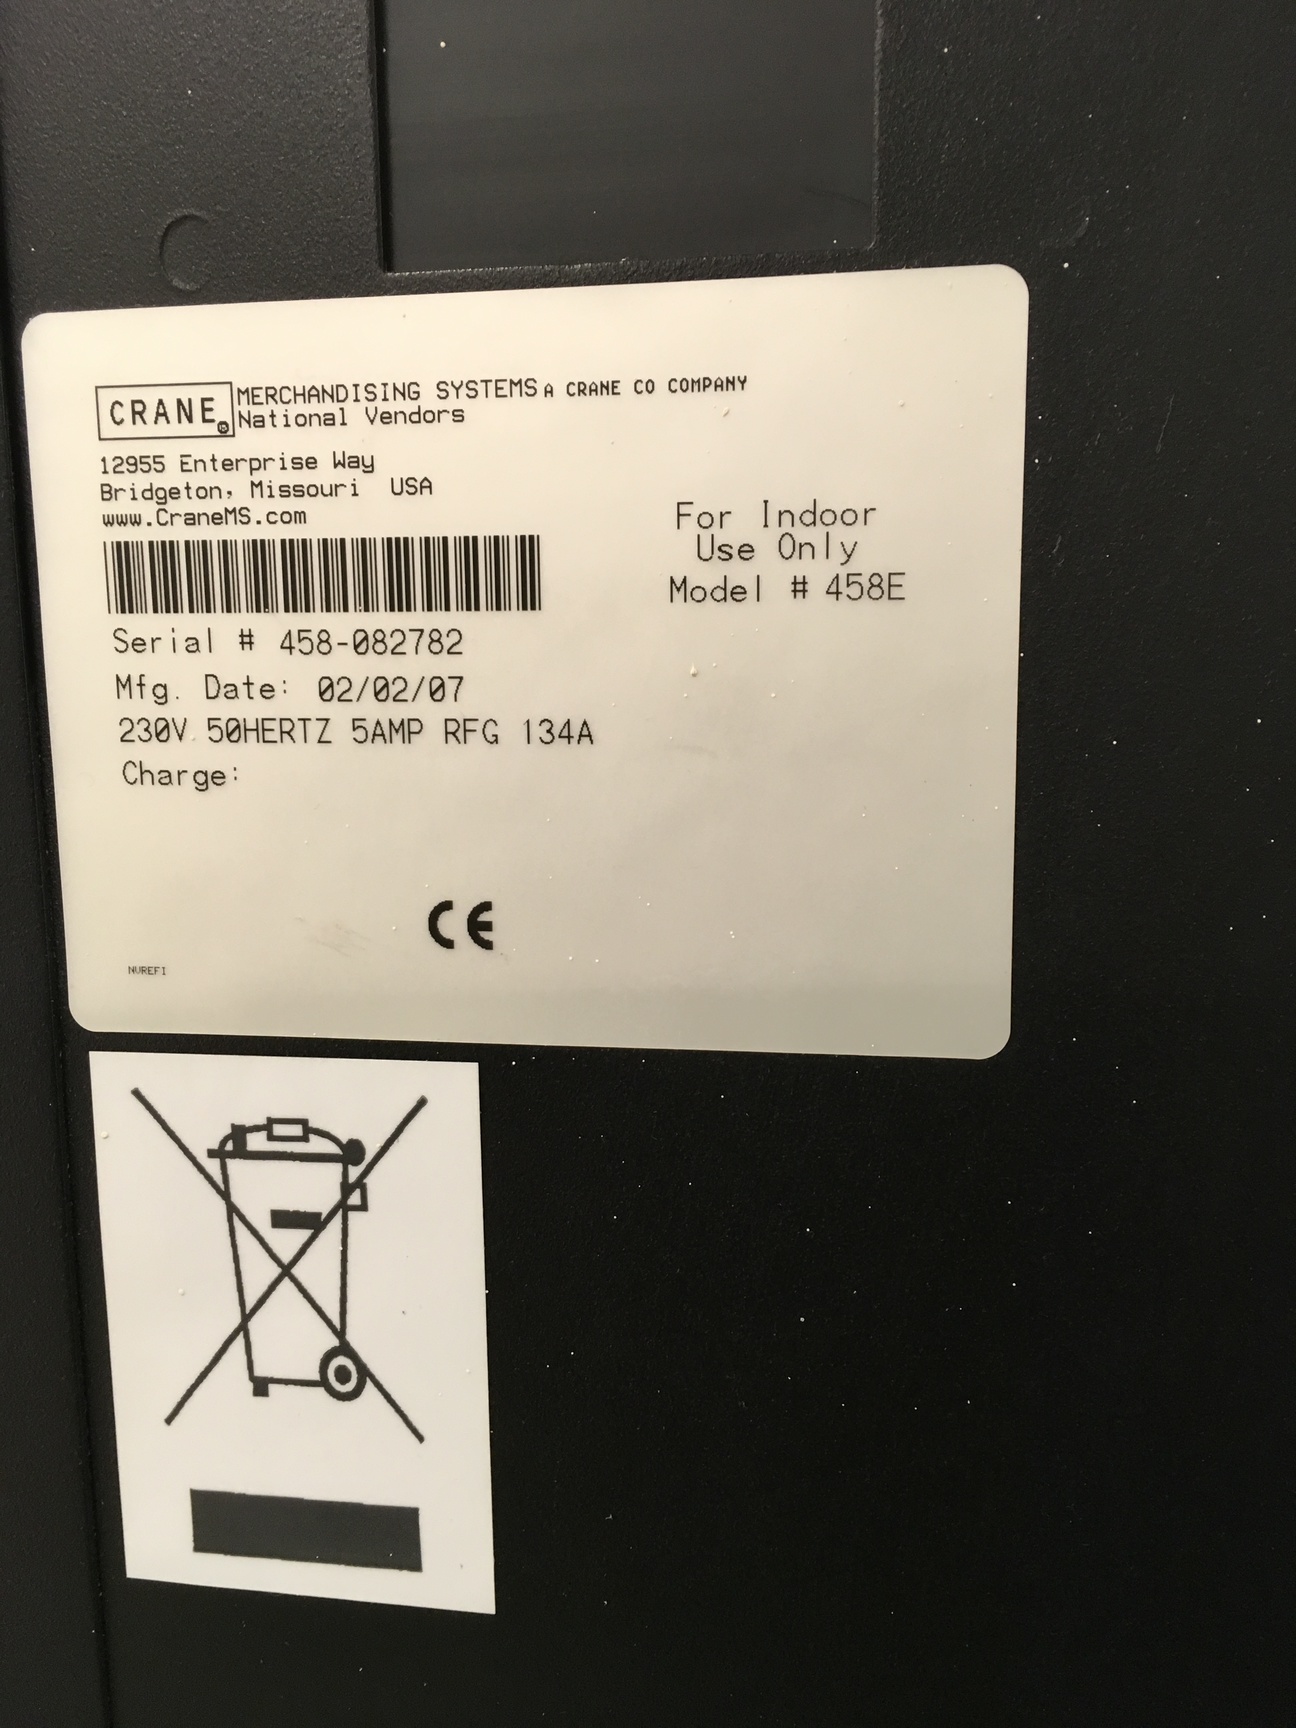 CRANE® MERCHANDISING SYSTEMS A CRANE CO COMPANY
National Vendors
12955 Enterprise Way
Bridgeton, Missouri USA
www.CraneMS.com
For Indoor
Use Only
Model # 458E
Serial # 458-082782
Mfg. Date: 02/02/07
230V 50HERTZ 5AMP RFG 134A
Charge:
CE
NVREF1